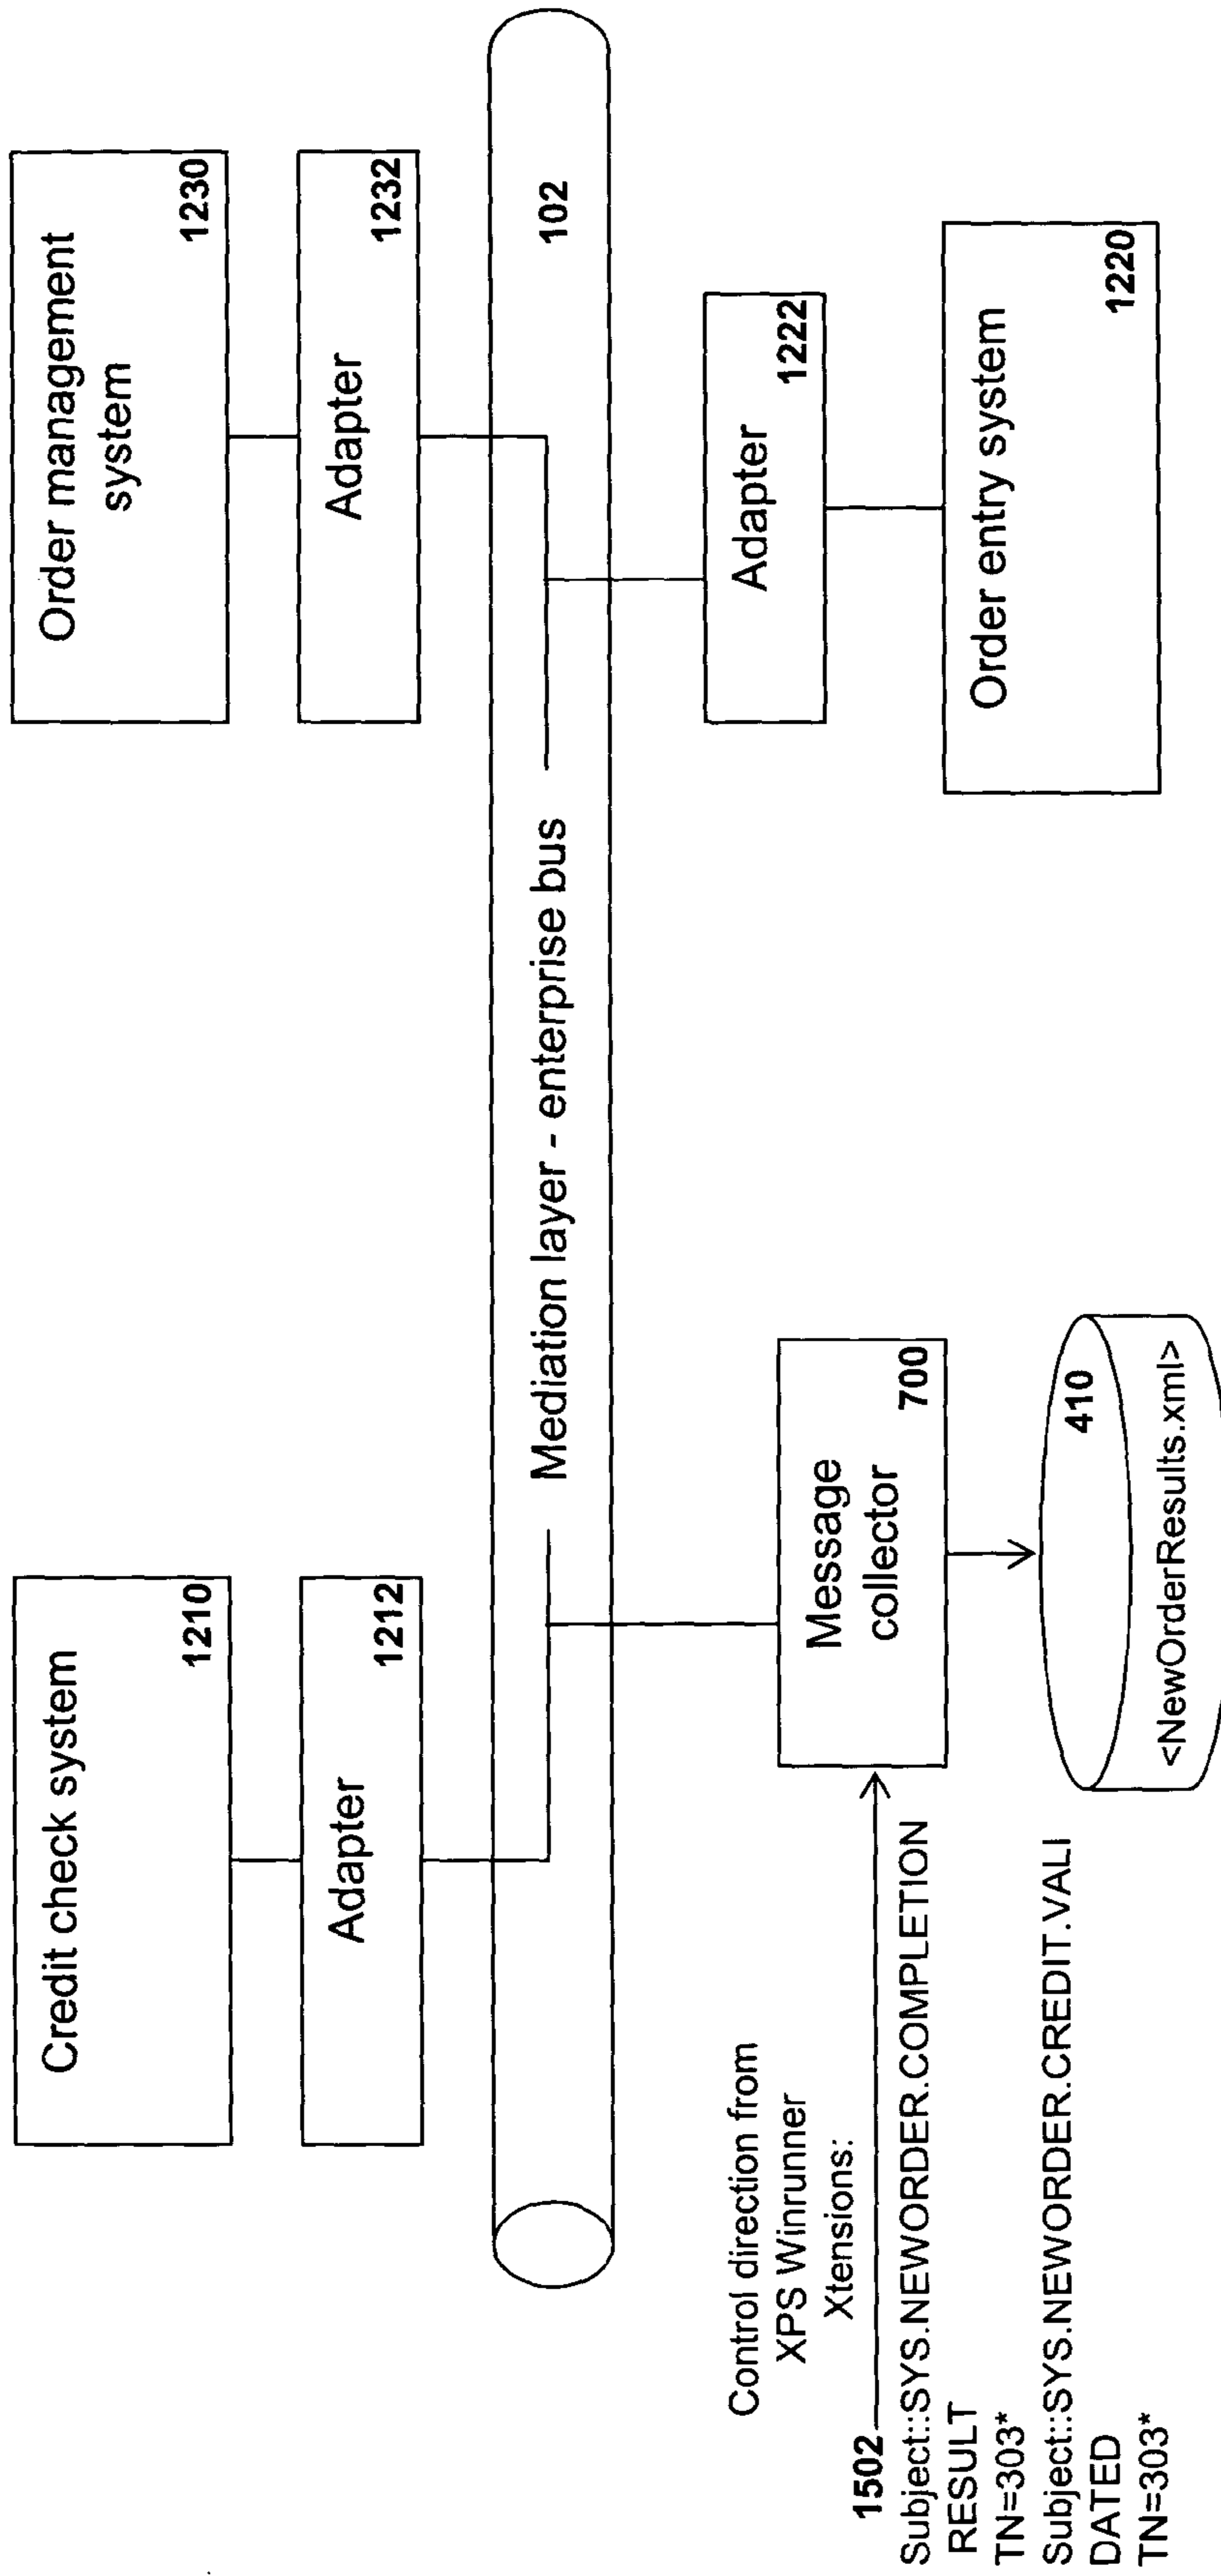 Credit check system
1210
Adapter
1212
Order management
system
1230
Adapter
1232
Mediation layer - enterprise bus
102
Control direction from
XPS Winrunner
Xtensions:
1502
Subject::SYS.NEWORDER.COMPLETION
RESULT
TN=303*
Subject::SYS.NEWORDER.CREDIT.VALI
DATED
TN=303*
Message
collector
700
410
<NewOrderResults.xml>
Adapter
1222
Order entry system
1220